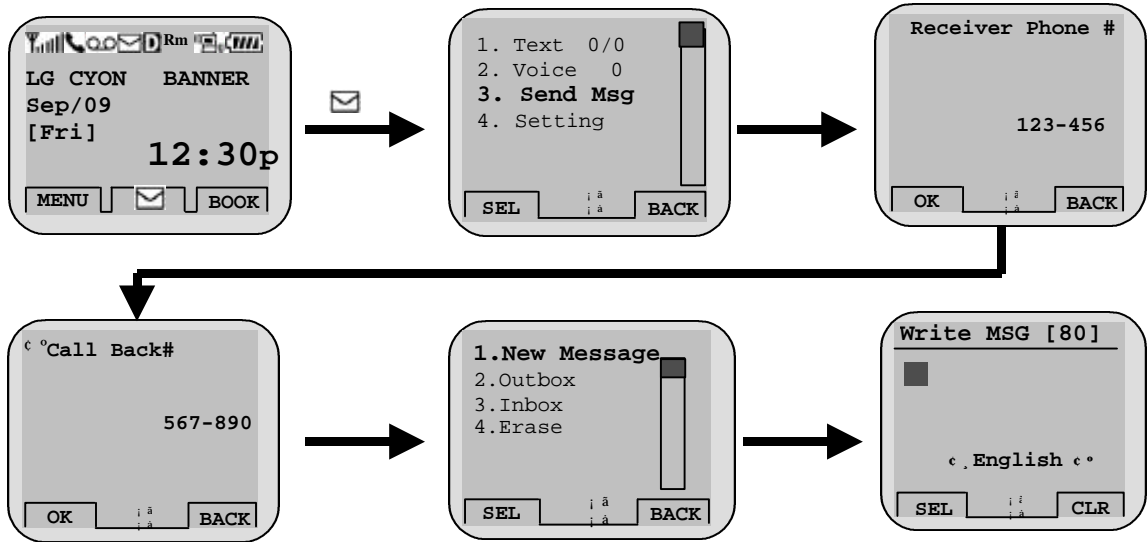 Rm
LG CYON BANNER
Sep/09
[Fri]
12:30p
MENU BOOK
1. Text 0/0
2. Voice 0
3. Send Msg
4. Setting
SEL BACK
Receiver Phone #
123-456
OK BACK
¢ºCall Back#
567-890
OK BACK
1.New Message
2.Outbox
3.Inbox
4.Erase
SEL BACK
Write MSG [80]
¢¸English ¢º
SEL CLR